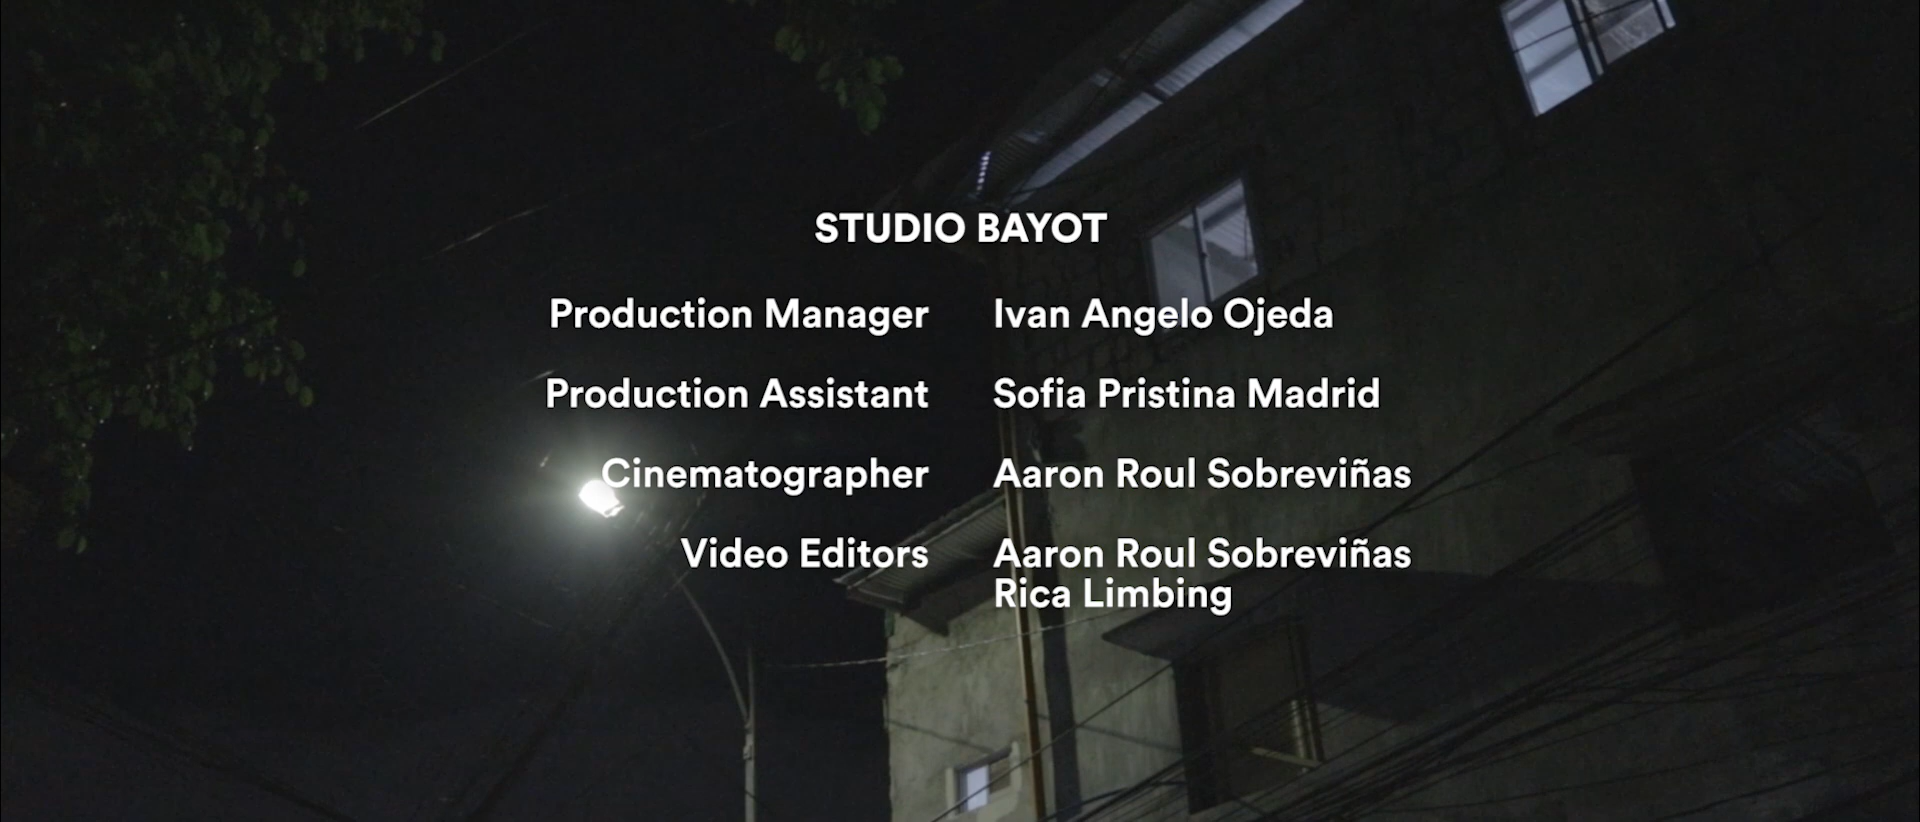 STUDIO BAYOT
Production Manager Ivan Angelo Ojeda
Production Assistant Sofia Pristina Madrid
Cinematographer Aaron Roul Sobreviñas
Video Editors Aaron Roul Sobreviñas
Rica Limbing